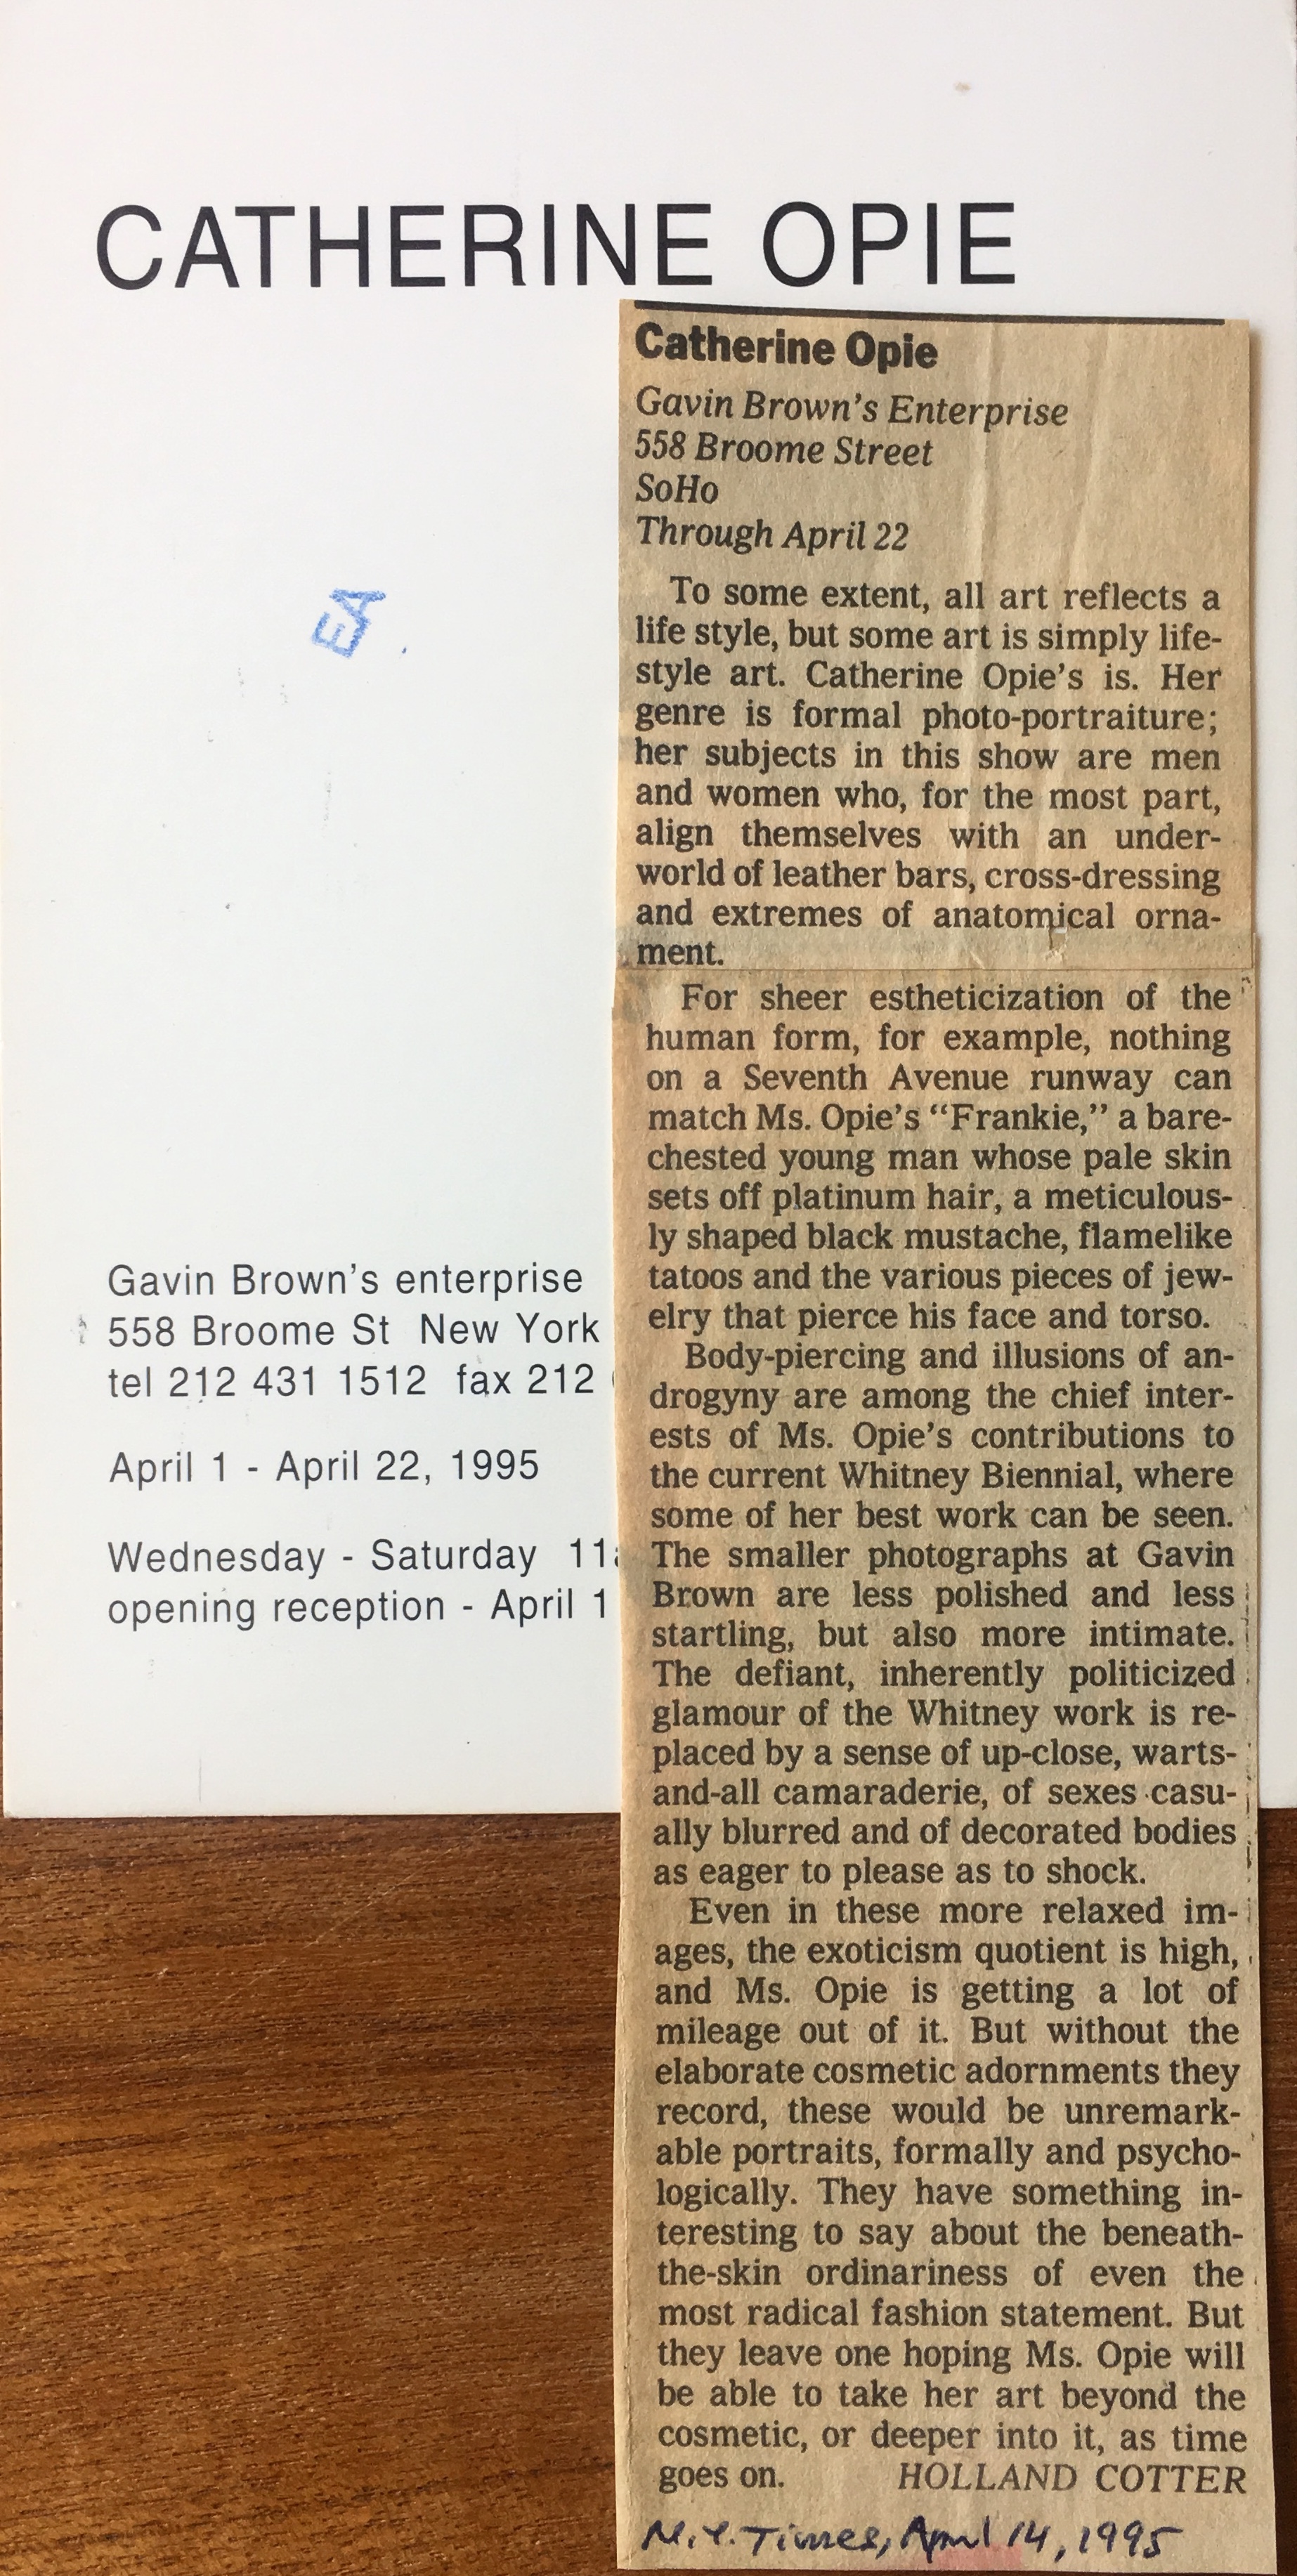 CATHERINE OPIE
EA
Gavin Brown's enterprise
558 Broome St New York
tel 212 431 1512 fax 212
April 1 - April 22, 1995
Wednesday - Saturday 11
opening reception - April 1
Catherine Opie
Gavin Brown's Enterprise
558 Broome Street
SoHo
Through April 22
To some extent, all art reflects a
life style, but some art is simply life-
style art. Catherine Opie's is. Her
genre is formal photo-portraiture;
her subjects in this show are men
and women who, for the most part,
align themselves with an under-
world of leather bars, cross-dressing
and extremes of anatomical orna-
ment.
For sheer estheticization of the
human form, for example, nothing
on a Seventh Avenue runway can
match Ms. Opie's “Frankie,” a bare-
chested young man whose pale skin
sets off platinum hair, a meticulous-
ly shaped black mustache, flamelike
tatoos and the various pieces of jew-
elry that pierce his face and torso.
Body-piercing and illusions of an-
drogyny are among the chief inter-
ests of Ms. Opie's contributions to
the current Whitney Biennial, where
some of her best work can be seen.
The smaller photographs at Gavin
Brown are less polished and less
startling, but also more intimate.
The defiant, inherently politicized
glamour of the Whitney work is re-
placed by a sense of up-close, warts-
and-all camaraderie, of sexes casu-
ally blurred and of decorated bodies
as eager to please as to shock.
Even in these more relaxed im-
ages, the exoticism quotient is high,
and Ms. Opie is getting a lot of
mileage out of it. But without the
elaborate cosmetic adornments they
record, these would be unremark-
able portraits, formally and psycho-
logically. They have something in-
teresting to say about the beneath-
the-skin ordinariness of even the
most radical fashion statement. But
they leave one hoping Ms. Opie will
be able to take her art beyond the
cosmetic, or deeper into it, as time
goes on. HOLLAND COTTER
N.Y. Times, April 14, 1995